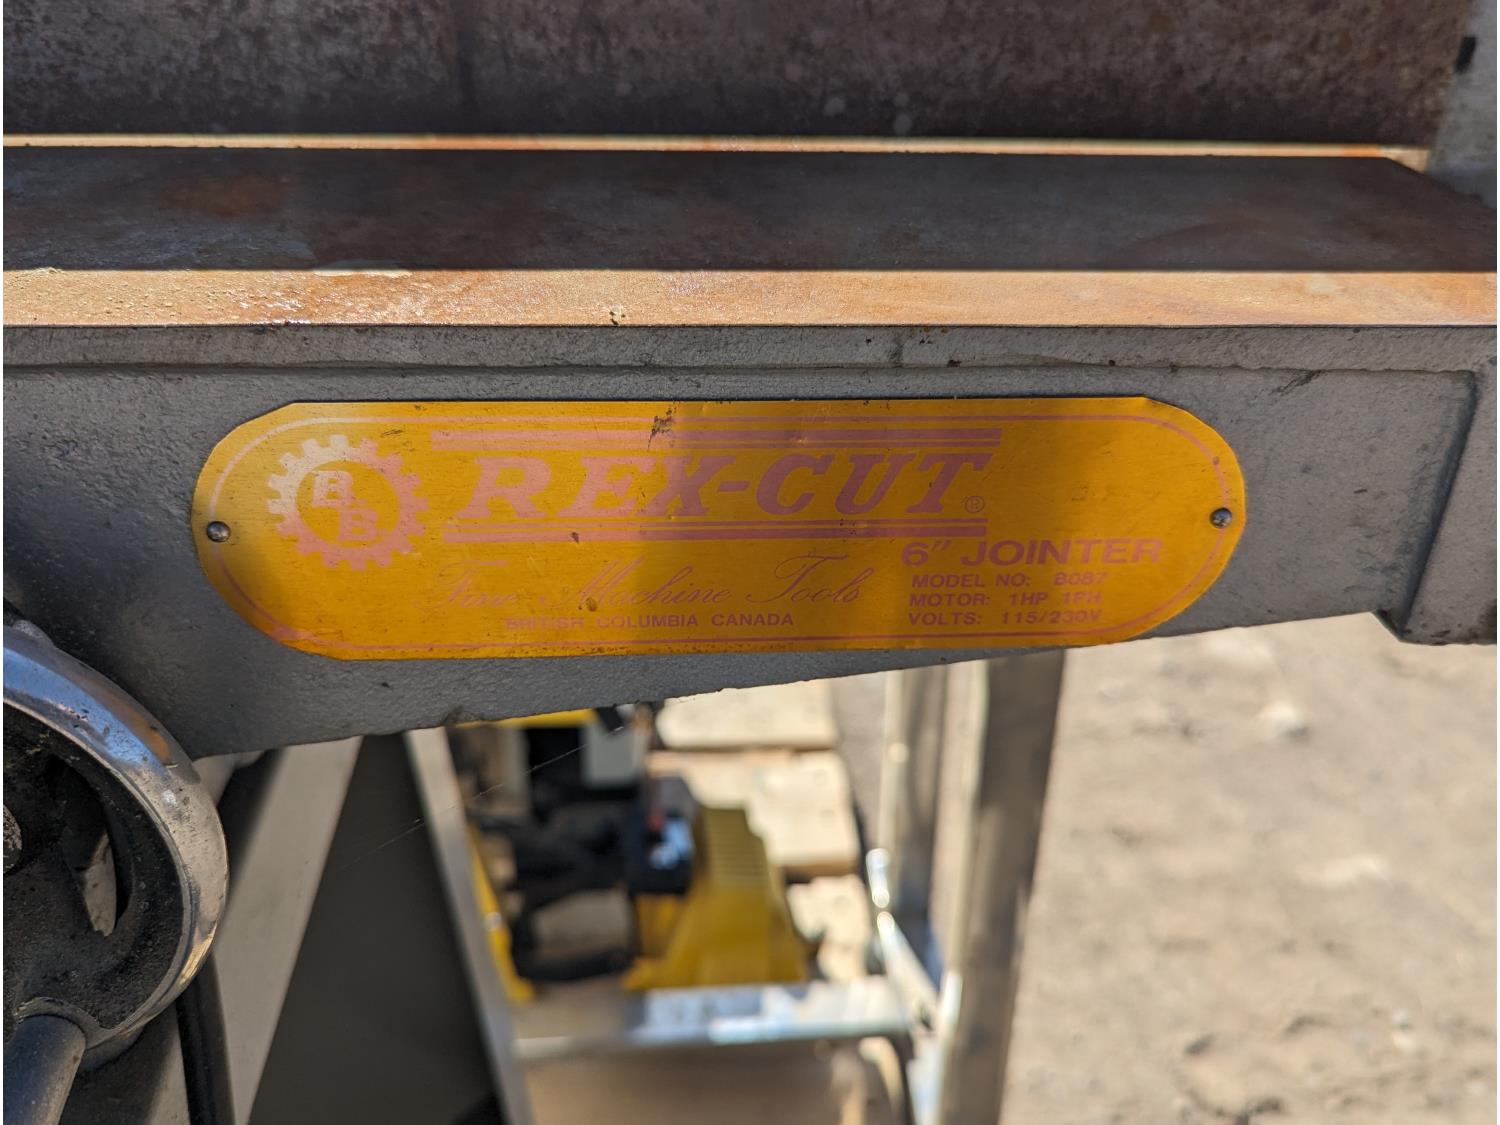 BB
REX-CUT®
6" JOINTER
Fine Machine Tools
MODEL NO: B087
MOTOR: 1HP 1PH
BRITISH COLUMBIA CANADA
VOLTS: 115/230V